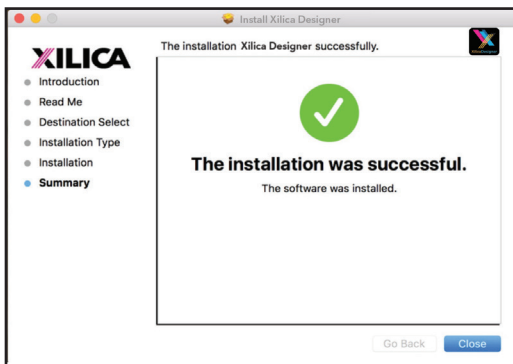 Install Xilica Designer
XILICA
The installation Xilica Designer successfully.
XilicaDesigner
Introduction
Read Me
Destination Select
Installation Type
Installation
Summary
The installation was successful.
The software was installed.
Go Back
Close